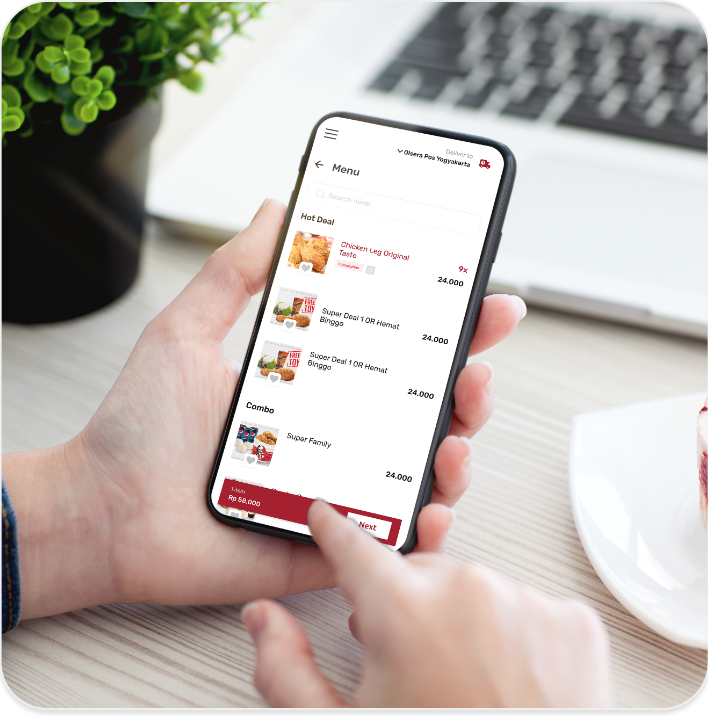 Deliver to
Olsera Pos Yogyakarta
Menu
Search here!
Hot Deal
Chicken Leg Original
Taste
9x
24.000
Super Deal 1 OR Hemat
Binggo
24.000
Super Deal 1 OR Hemat
Binggo
24.000
Combo
Super Family
24.000
1 item
Rp 59.000
Next